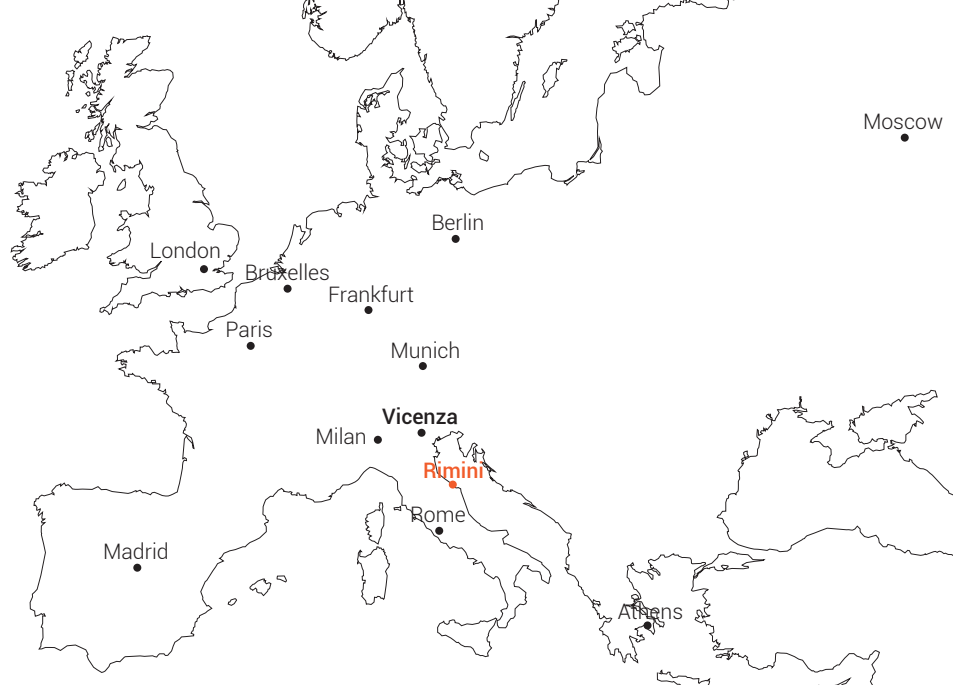 Moscow
Berlin
London
Bruxelles
Frankfurt
Paris
Munich
Vicenza
Milan
Rimini
Rome
Madrid
Athens